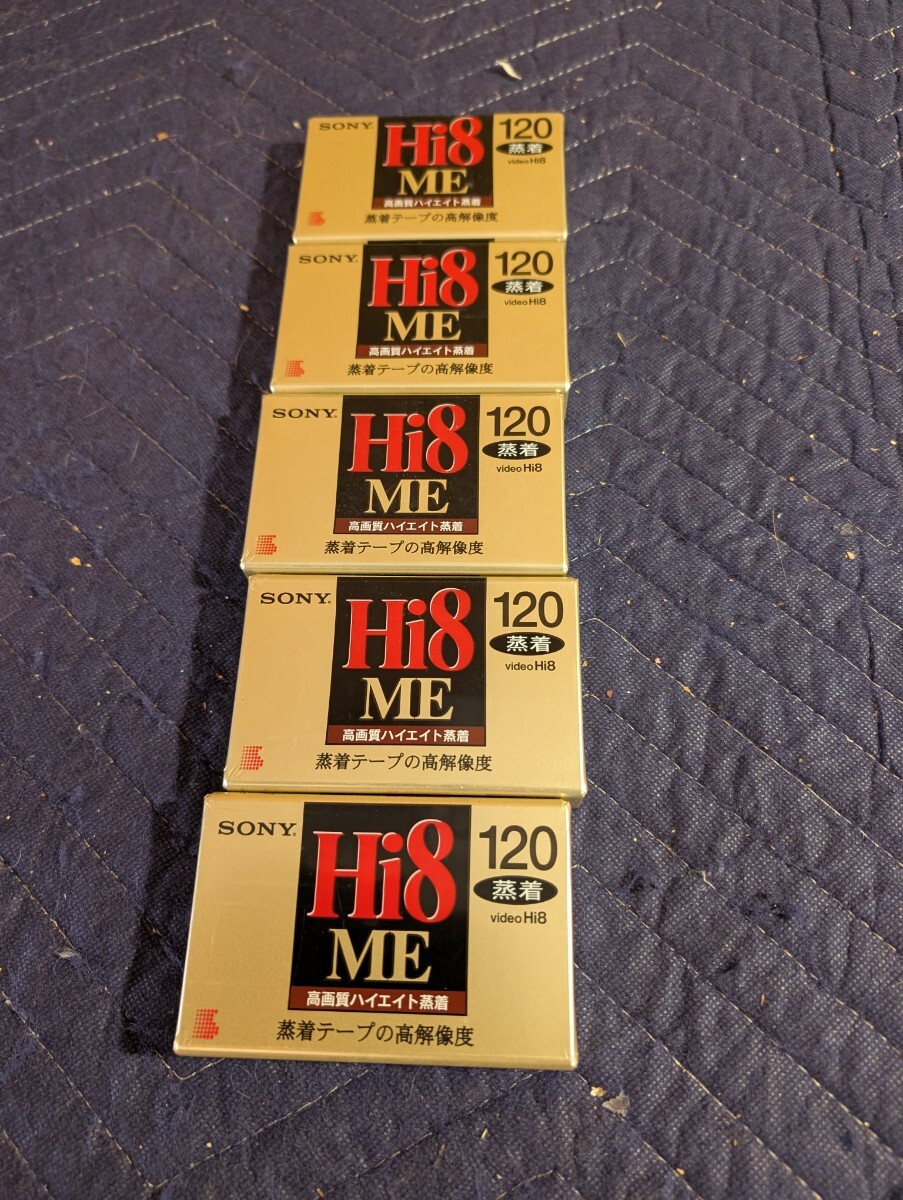 SONY.
Hi8
120
蒸着
ME
video Hi8
高画質ハイエイト蒸着
蒸着テープの高解像度
SONY.
Hi8
120
蒸着
ME
video Hi8
高画質ハイエイト蒸着
蒸着テープの高解像度
SONY.
Hi8
120
蒸着
ME
video Hi8
高画質ハイエイト蒸着
蒸着テープの高解像度
SONY.
Hi8
120
蒸着
ME
video Hi8
高画質ハイエイト蒸着
蒸着テープの高解像度
SONY®
Hi8
120
蒸着
ME
video Hi8
高画質ハイエイト蒸着
蒸着テープの高解像度